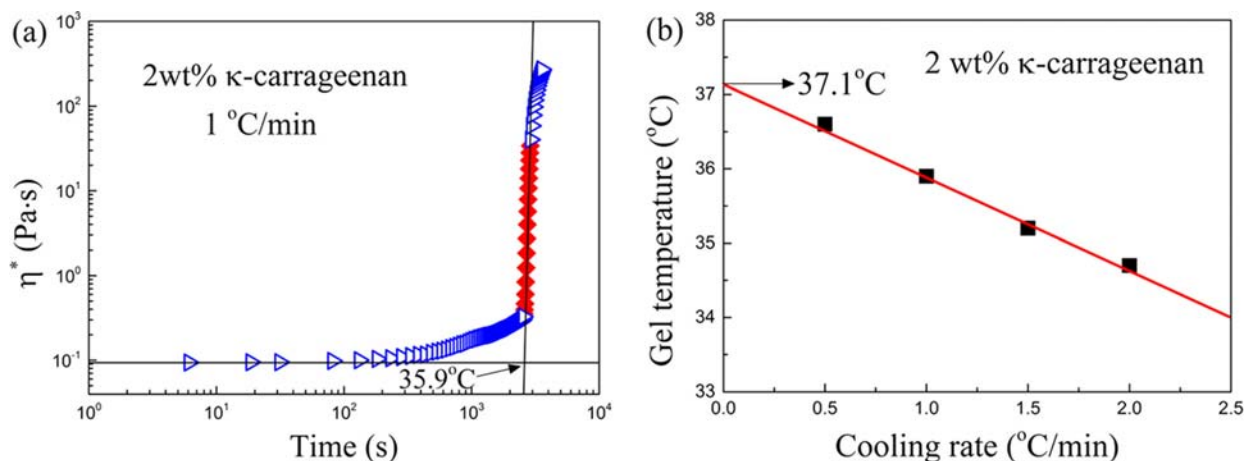 (a)
10³
10²
10¹
10⁰
10⁻¹
η* (Pa·s)
2wt% κ-carrageenan
1 °C/min
35.9°C
10⁰ 10¹ 10² 10³ 10⁴
Time (s)
(b)
38
37
36
35
34
33
Gel temperature (°C)
2 wt% κ-carrageenan
37.1°C
0.0 0.5 1.0 1.5 2.0 2.5
Cooling rate (°C/min)